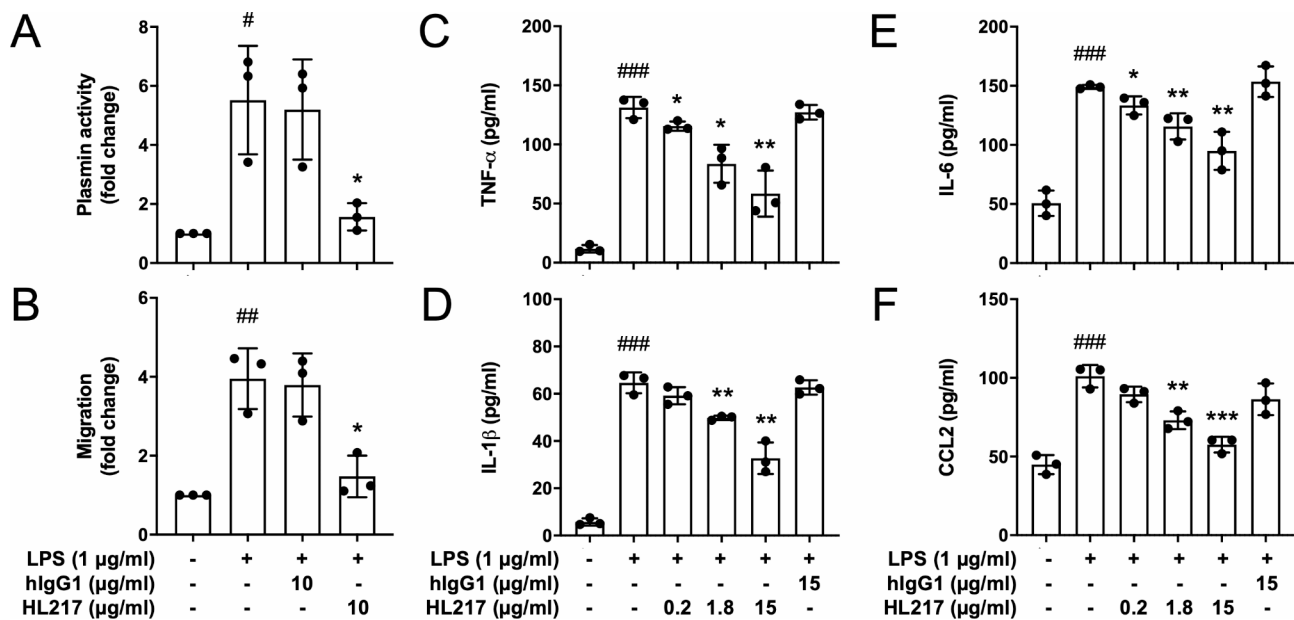 A
Plasmin activity
(fold change)
8
6
4
2
0
#
*
B
Migration
(fold change)
6
4
2
0
##
*
LPS (1 µg/ml) - + + +
hIgG1 (µg/ml) - - 10 -
HL217 (µg/ml) - - - 10
C
TNF-α (pg/ml)
200
150
100
50
0
###
*
*
**
D
IL-1β (pg/ml)
100
80
60
40
20
0
###
**
**
LPS (1 µg/ml) - + + + + +
hIgG1 (µg/ml) - - - - - 15
HL217 (µg/ml) - - 0.2 1.8 15 -
E
IL-6 (pg/ml)
200
150
100
50
0
###
*
**
**
F
CCL2 (pg/ml)
150
100
50
0
###
**
***
LPS (1 µg/ml) - + + + + +
hIgG1 (µg/ml) - - - - - 15
HL217 (µg/ml) - - 0.2 1.8 15 -